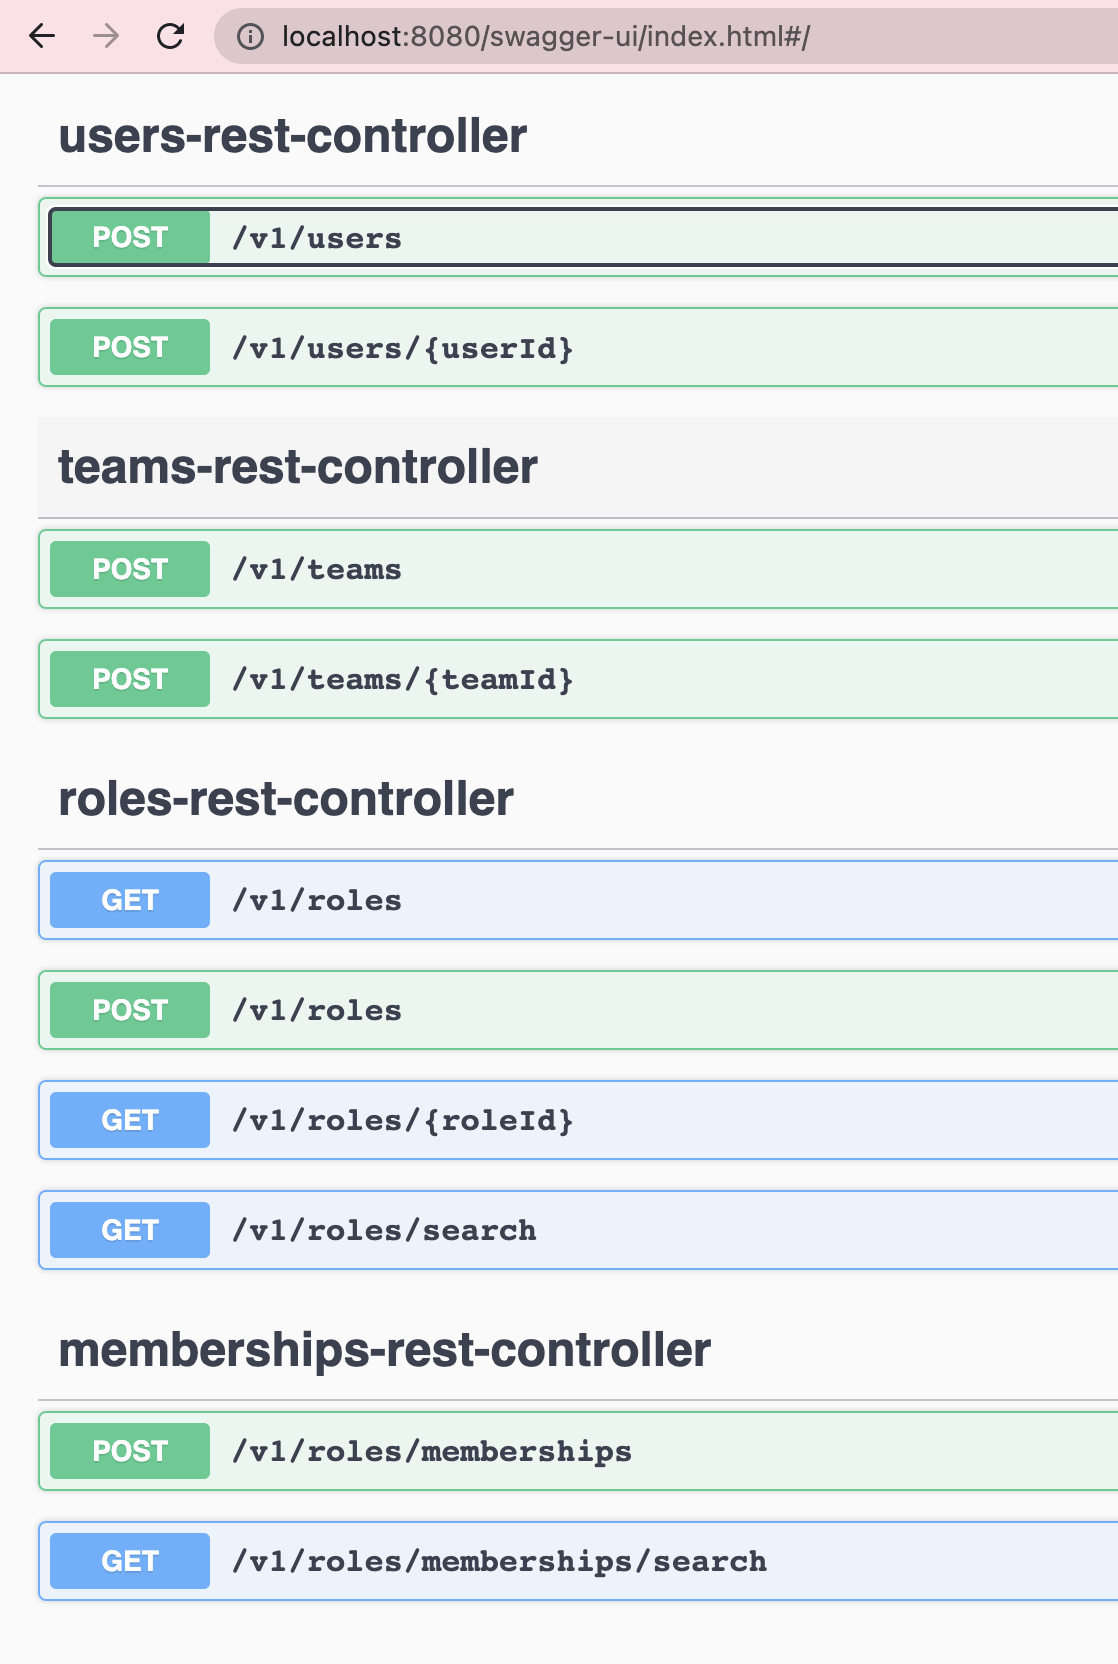 localhost:8080/swagger-ui/index.html#/
users-rest-controller
POST /v1/users
POST /v1/users/{userId}
teams-rest-controller
POST /v1/teams
POST /v1/teams/{teamId}
roles-rest-controller
GET /v1/roles
POST /v1/roles
GET /v1/roles/{roleId}
GET /v1/roles/search
memberships-rest-controller
POST /v1/roles/memberships
GET /v1/roles/memberships/search